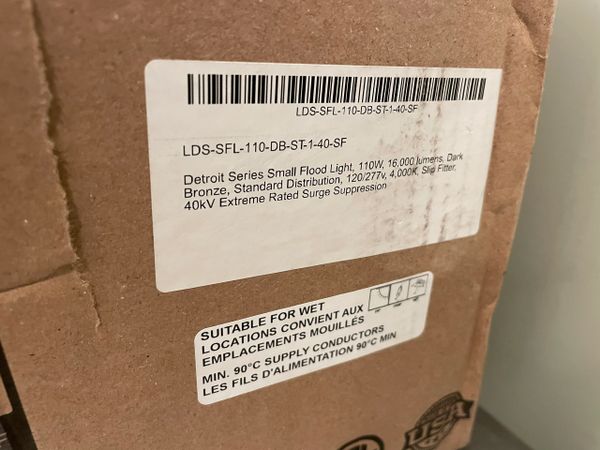 LDS-SFL-110-DB-ST-1-40-SF
LDS-SFL-110-DB-ST-1-40-SF
Detroit Series Small Flood Light, 110W, 16,000 lumens, Dark
Bronze, Standard Distribution, 120/277v, 4,000K, Slip Fitter,
40kV Extreme Rated Surge Suppression
SUITABLE FOR WET
LOCATIONS CONVIENT AUX
EMPLACEMENTS MOUILLÉS
MIN. 90°C SUPPLY CONDUCTORS
LES FILS D'ALIMENTATION 90°C MIN
USA